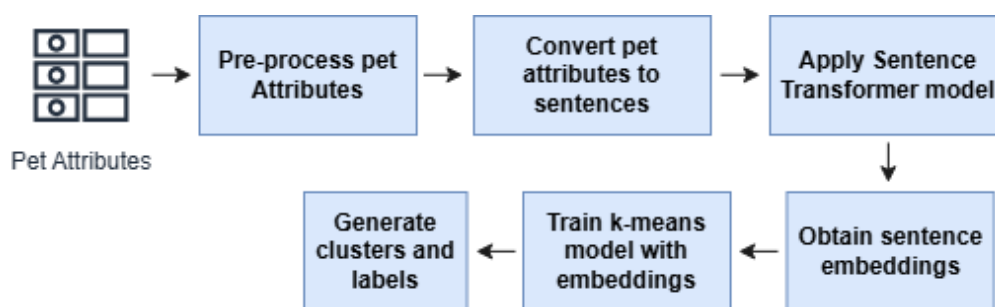 Pet Attributes
Pre-process pet
Attributes
Convert pet
attributes to
sentences
Apply Sentence
Transformer model
Obtain sentence
embeddings
Train k-means
model with
embeddings
Generate
clusters and
labels